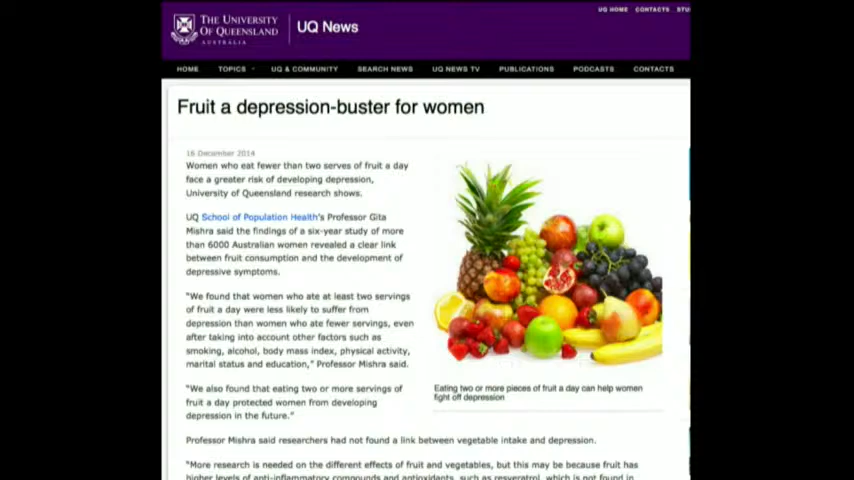 UQ HOME CONTACTS
THE UNIVERSITY
OF QUEENSLAND
AUSTRALIA
UQ News
HOME TOPICS UQ & COMMUNITY SEARCH NEWS UQ NEWS TV PUBLICATIONS PODCASTS CONTACTS
Fruit a depression-buster for women
16 December 2014
Women who eat fewer than two serves of fruit a day
face a greater risk of developing depression,
University of Queensland research shows.
UQ School of Population Health's Professor Gita
Mishra said the findings of a six-year study of more
than 6000 Australian women revealed a clear link
between fruit consumption and the development of
depressive symptoms.
"We found that women who ate at least two servings
of fruit a day were less likely to suffer from
depression than women who ate fewer servings, even
after taking into account other factors such as
smoking, alcohol, body mass index, physical activity,
marital status and education," Professor Mishra said.
"We also found that eating two or more servings of
fruit a day protected women from developing
depression in the future."
Eating two or more pieces of fruit a day can help women
fight off depression
Professor Mishra said researchers had not found a link between vegetable intake and depression.
"More research is needed on the different effects of fruit and vegetables, but this may be because fruit has
higher levels of anti-inflammatory compounds and antioxidants, such as resveratrol, which is not found in